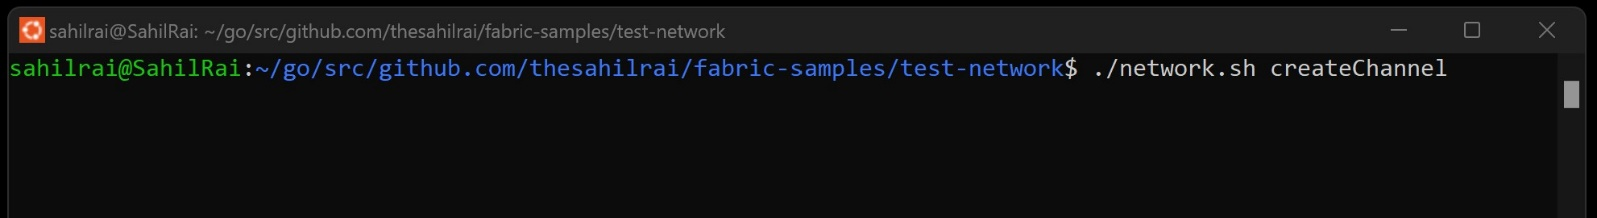 sahilrai@SahilRai: ~/go/src/github.com/thesahilrai/fabric-samples/test-network
sahilrai@SahilRai:~/go/src/github.com/thesahilrai/fabric-samples/test-network$ ./network.sh createChannel